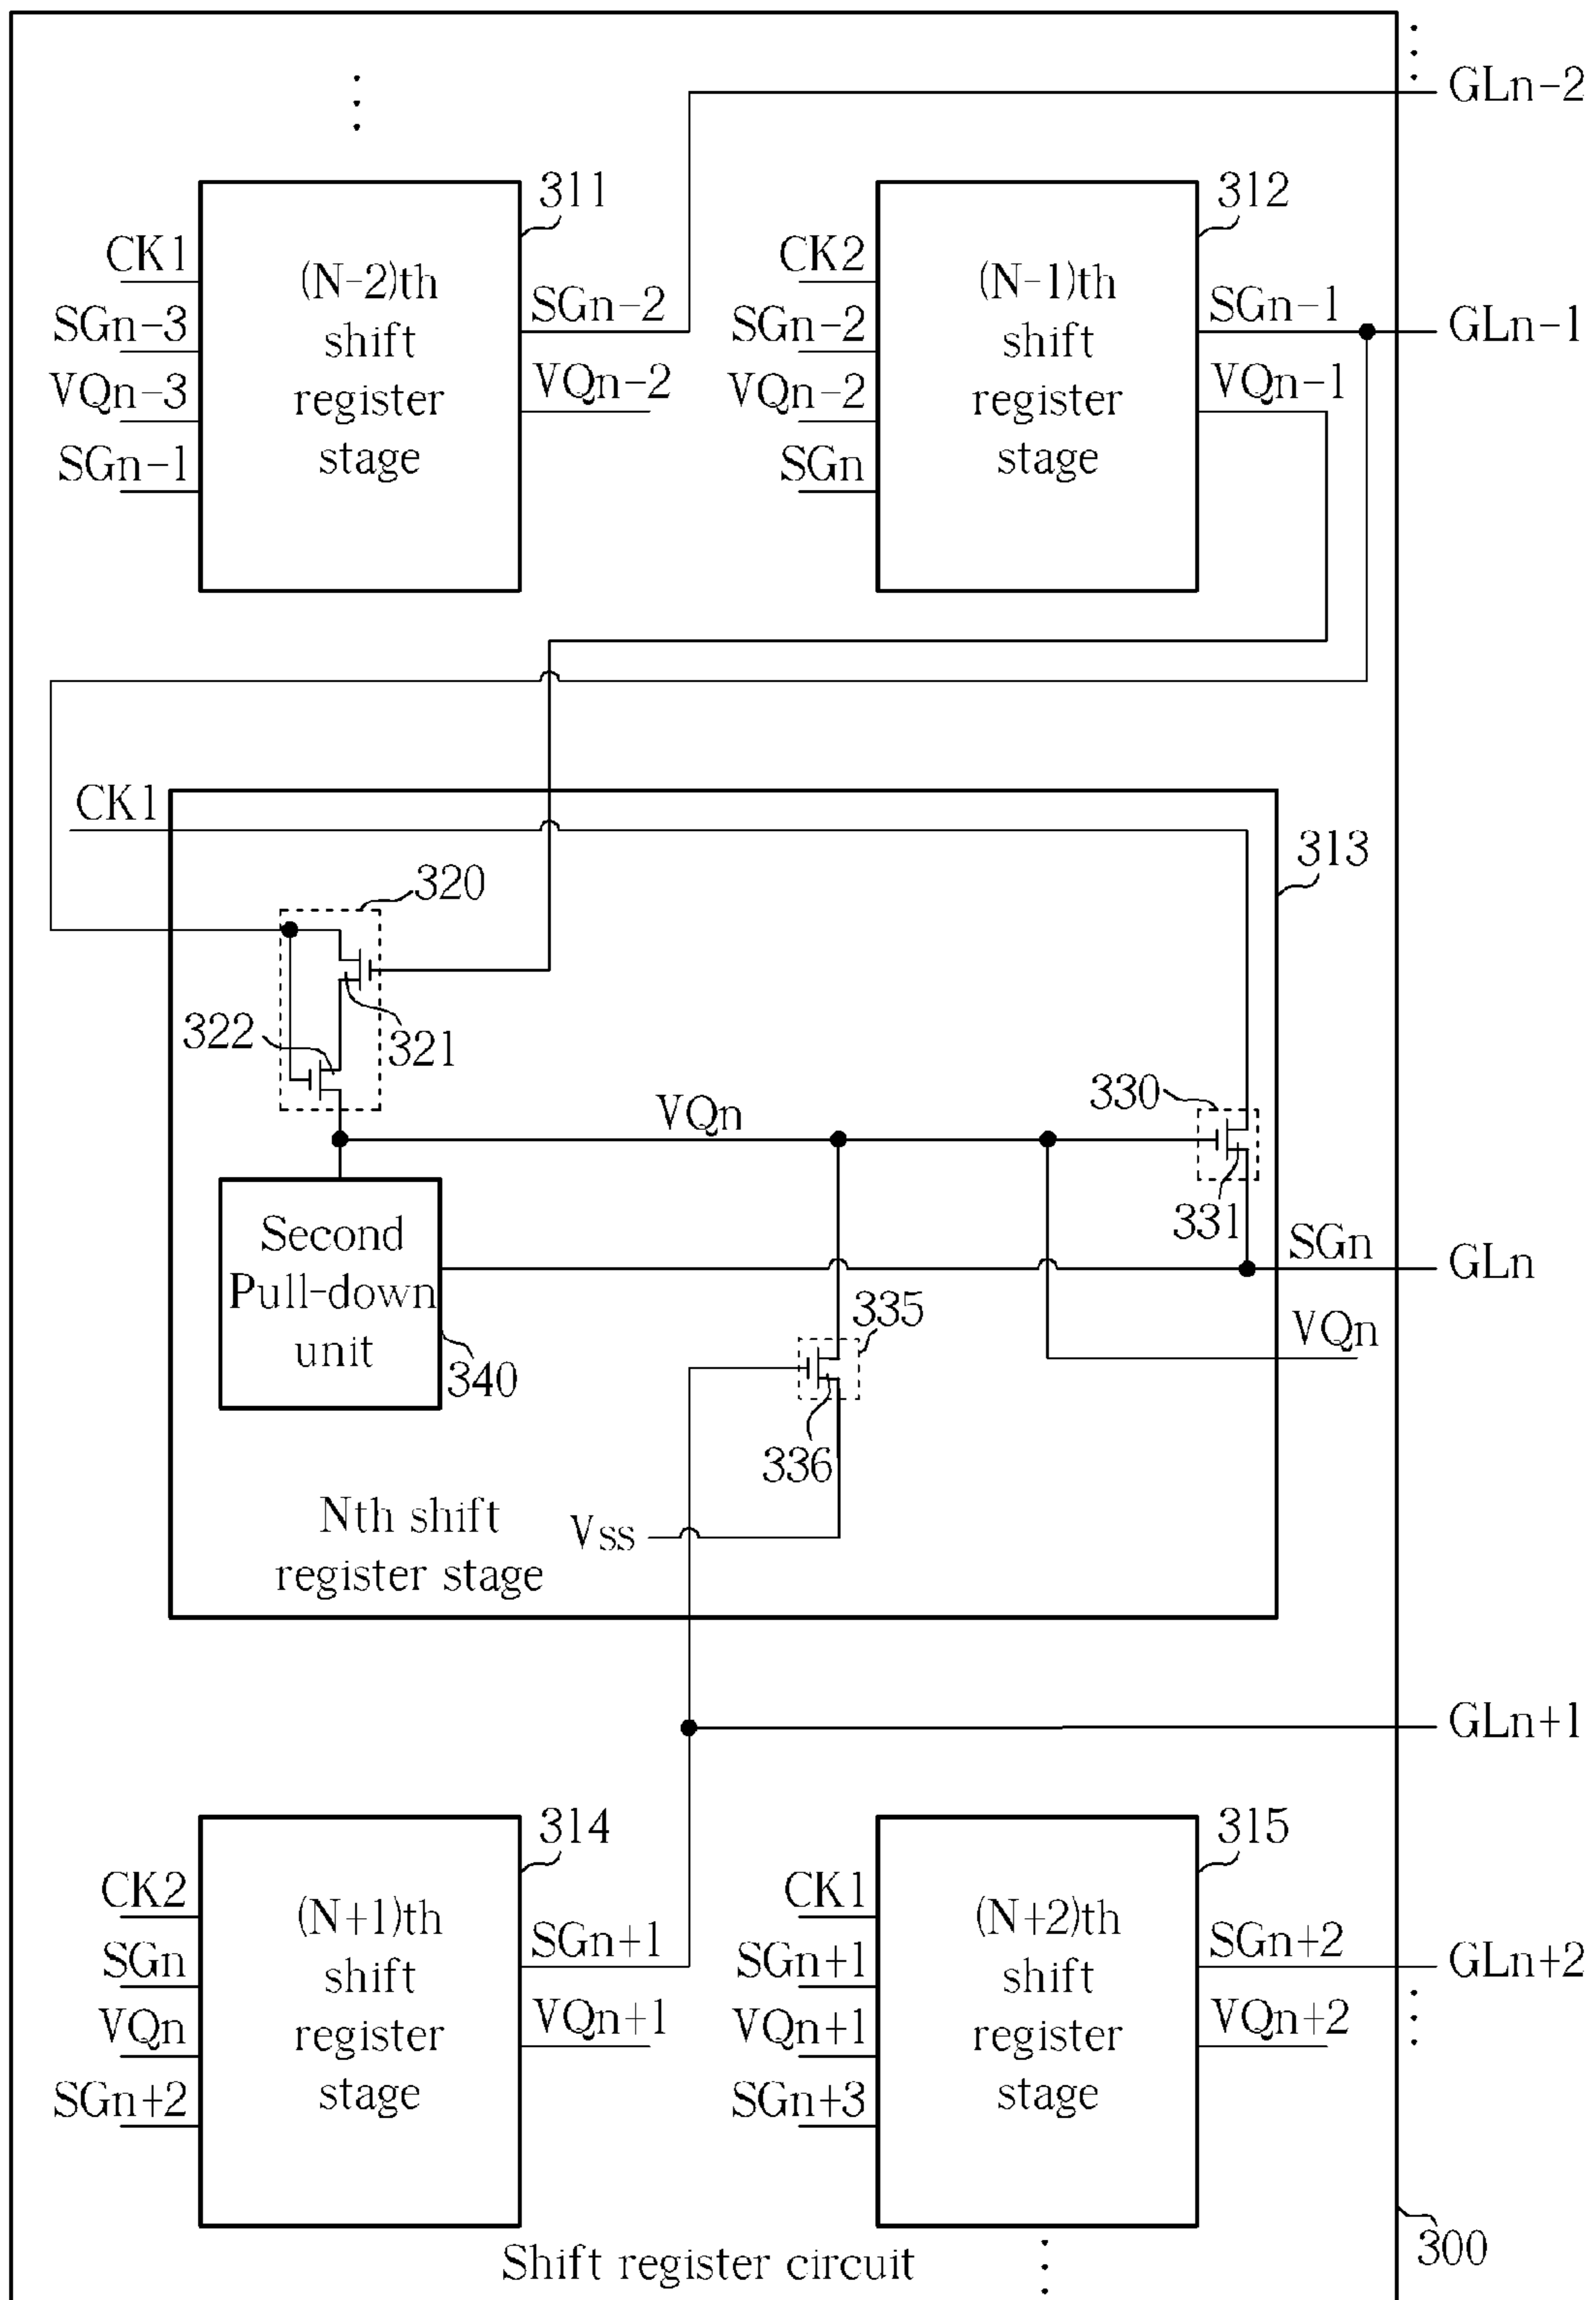 GLn-2
311
312
CK1
(N-2)th
shift
register
stage
SGn-3
VQn-3
SGn-1
SGn-2
VQn-2
CK2
(N-1)th
shift
register
stage
SGn-2
VQn-2
SGn
SGn-1
VQn-1
GLn-1
CK1
313
320
322
321
VQn
330
331
Second
Pull-down
unit
340
SGn
GLn
335
VQn
336
Vss
Nth shift
register stage
GLn+1
314
315
CK2
(N+1)th
shift
register
stage
SGn
VQn
SGn+2
SGn+1
VQn+1
CK1
(N+2)th
shift
register
stage
SGn+1
VQn+1
SGn+3
SGn+2
VQn+2
GLn+2
300
Shift register circuit